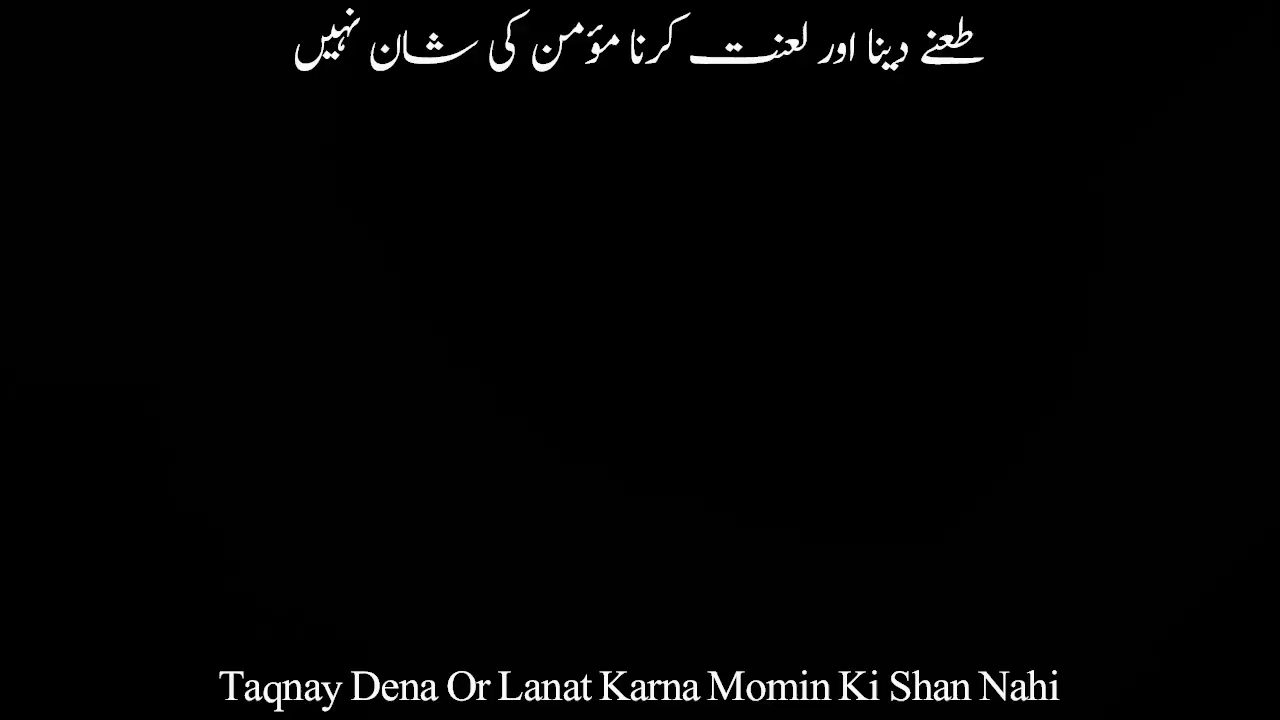 طعنے دینا اور لعنت کرنا مؤمن کی شان نہیں
Taqnay Dena Or Lanat Karna Momin Ki Shan Nahi